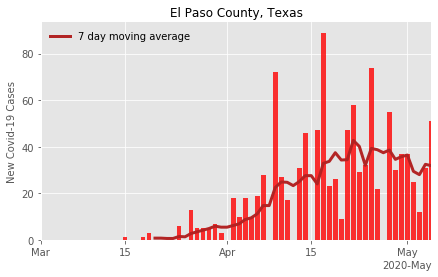 El Paso County, Texas
7 day moving average
New Covid-19 Cases
80
60
40
20
0
Mar
15
Apr
15
May
2020-May